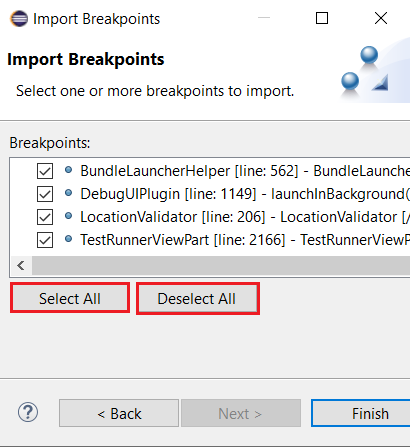 Import Breakpoints
Import Breakpoints
Select one or more breakpoints to import.
Breakpoints:
BundleLauncherHelper [line: 562] - BundleLaunche
DebugUIPlugin [line: 1149] - launchInBackground(
LocationValidator [line: 206] - LocationValidator [/
TestRunnerViewPart [line: 2166] - TestRunnerViewP
Select All Deselect All
? < Back Next > Finish